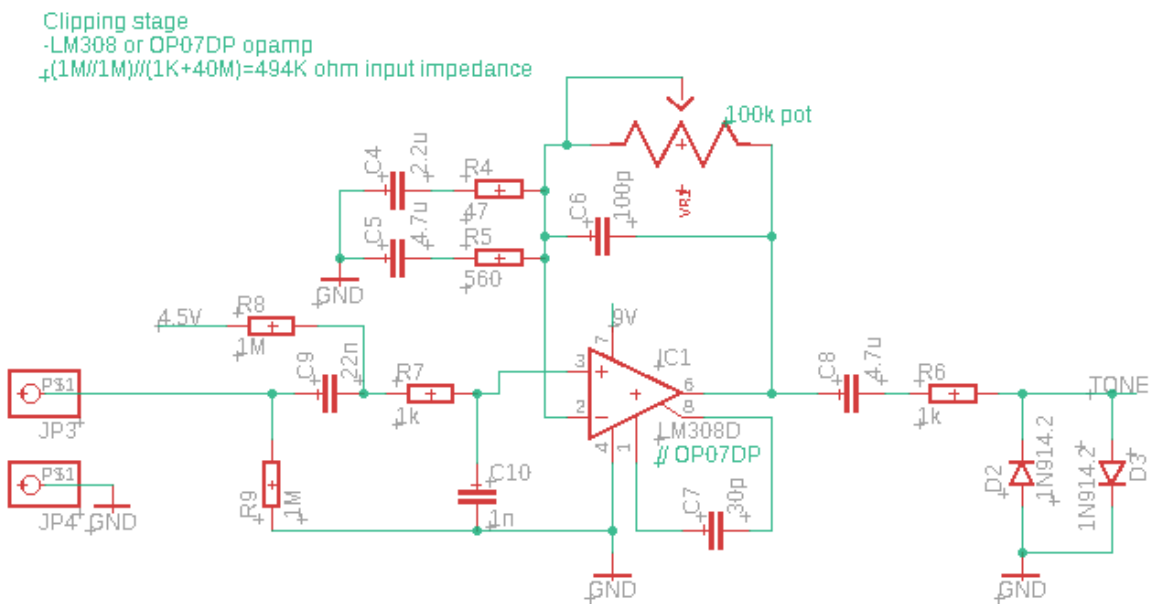 Clipping stage
-LM308 or OP07DP opamp
(1M//1M)//(1K+40M)=494K ohm input impedance
100k pot
VR1
C4
2.2u
R4
47
C6
100p
C5
4.7u
R5
560
GND
4.5V
R8
1M
9V
7
C9
22n
R7
1k
3
IC1
6
C8
4.7u
R6
1k
TONE
P$1
JP3
2
8
LM308D
// OP07DP
4
1
P$1
JP4
GND
R9
1M
C10
1n
C7
30p
D2
1N914.2
1N914.2
D3
GND
GND